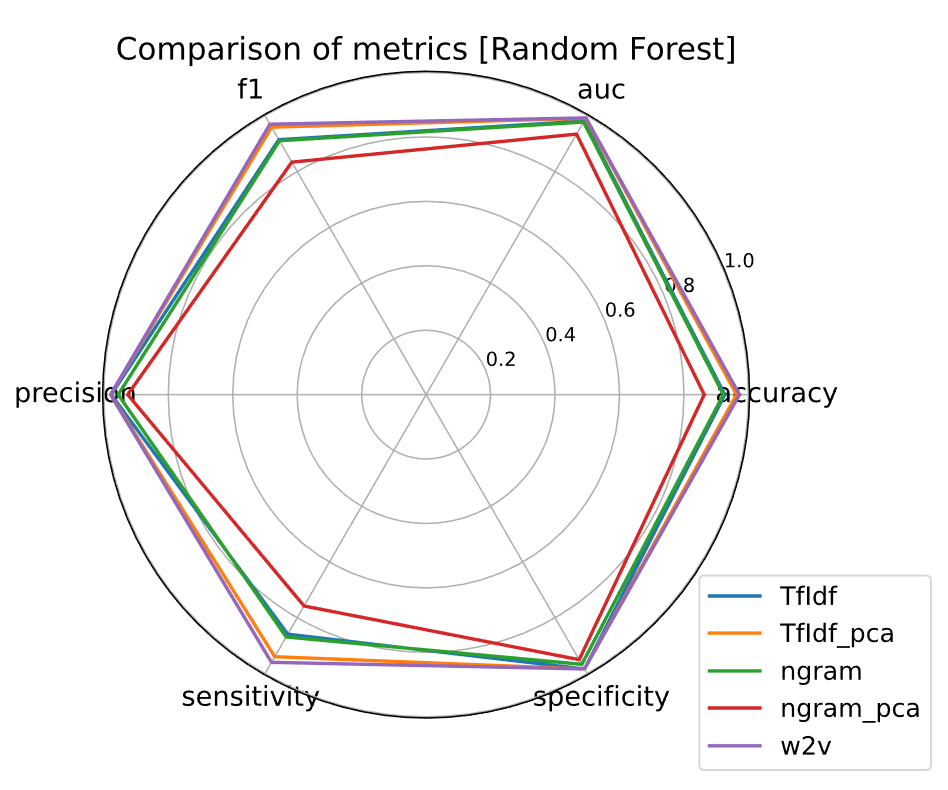 Comparison of metrics [Random Forest]
f1
auc
1.0
0.8
0.6
0.4
0.2
precision
accuracy
sensitivity
specificity
TfIdf
TfIdf_pca
ngram
ngram_pca
w2v